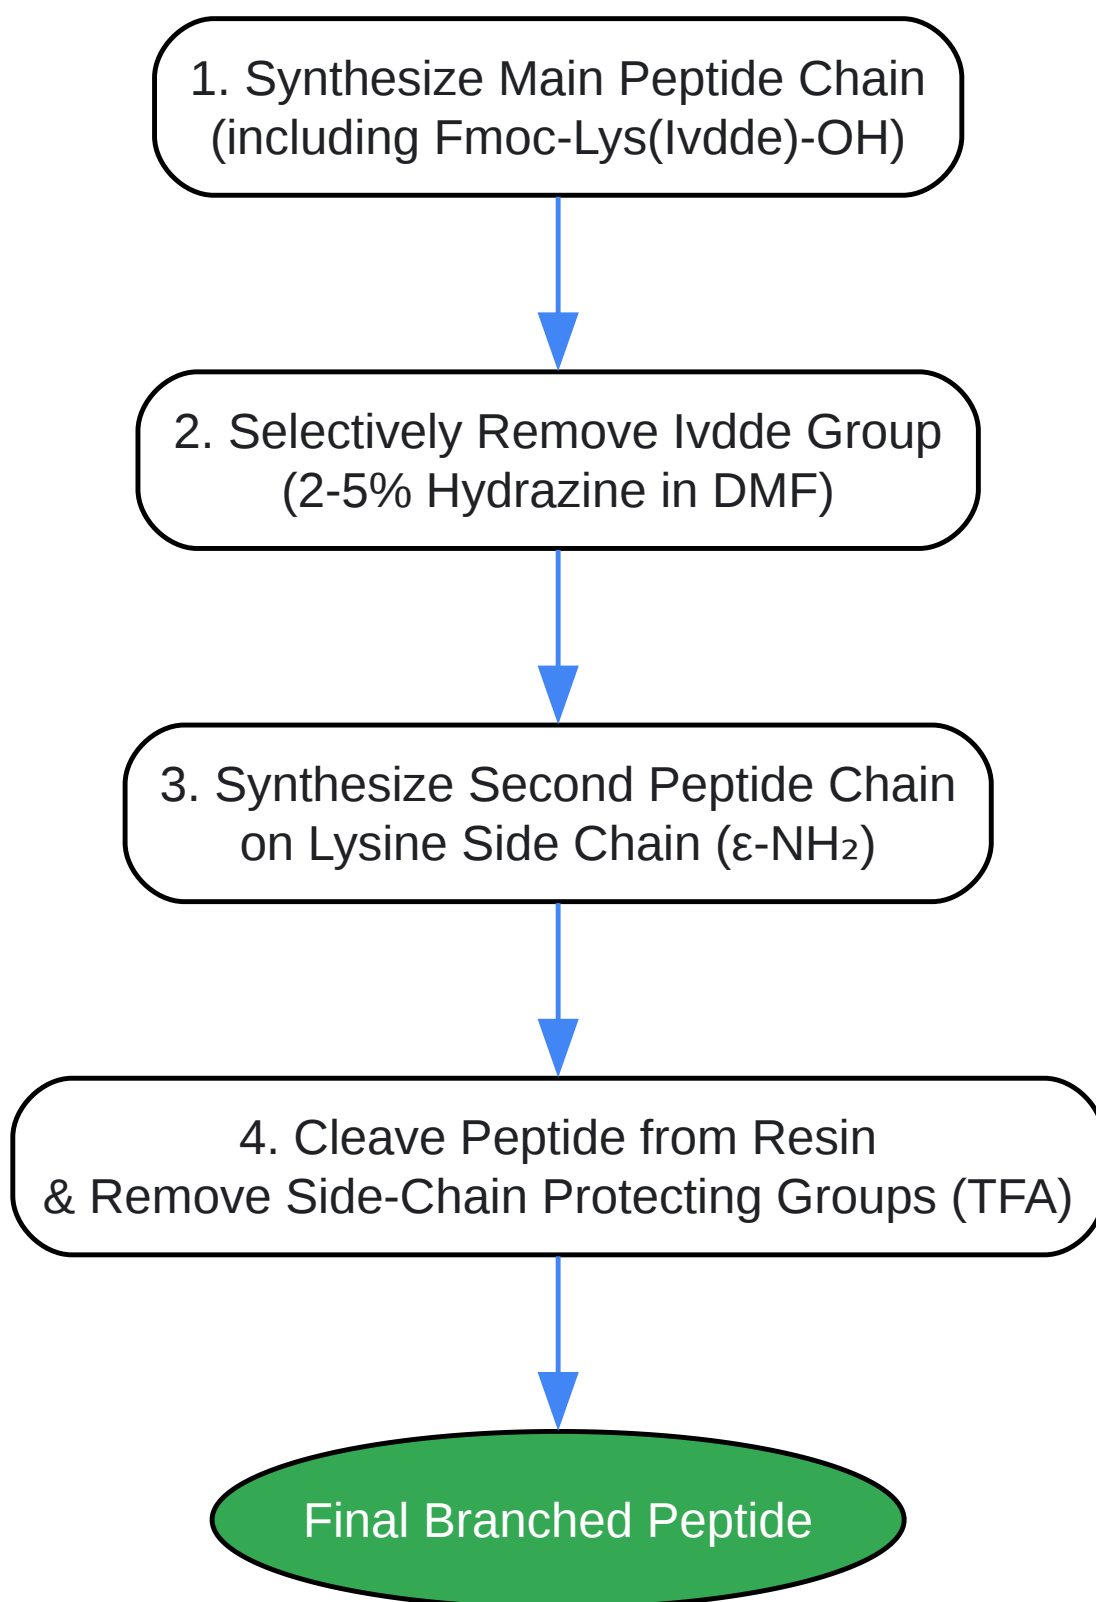 1. Synthesize Main Peptide Chain
(including Fmoc-Lys(Ivdde)-OH)
2. Selectively Remove Ivdde Group
(2-5% Hydrazine in DMF)
3. Synthesize Second Peptide Chain
on Lysine Side Chain (ε-NH₂)
4. Cleave Peptide from Resin
& Remove Side-Chain Protecting Groups (TFA)
Final Branched Peptide